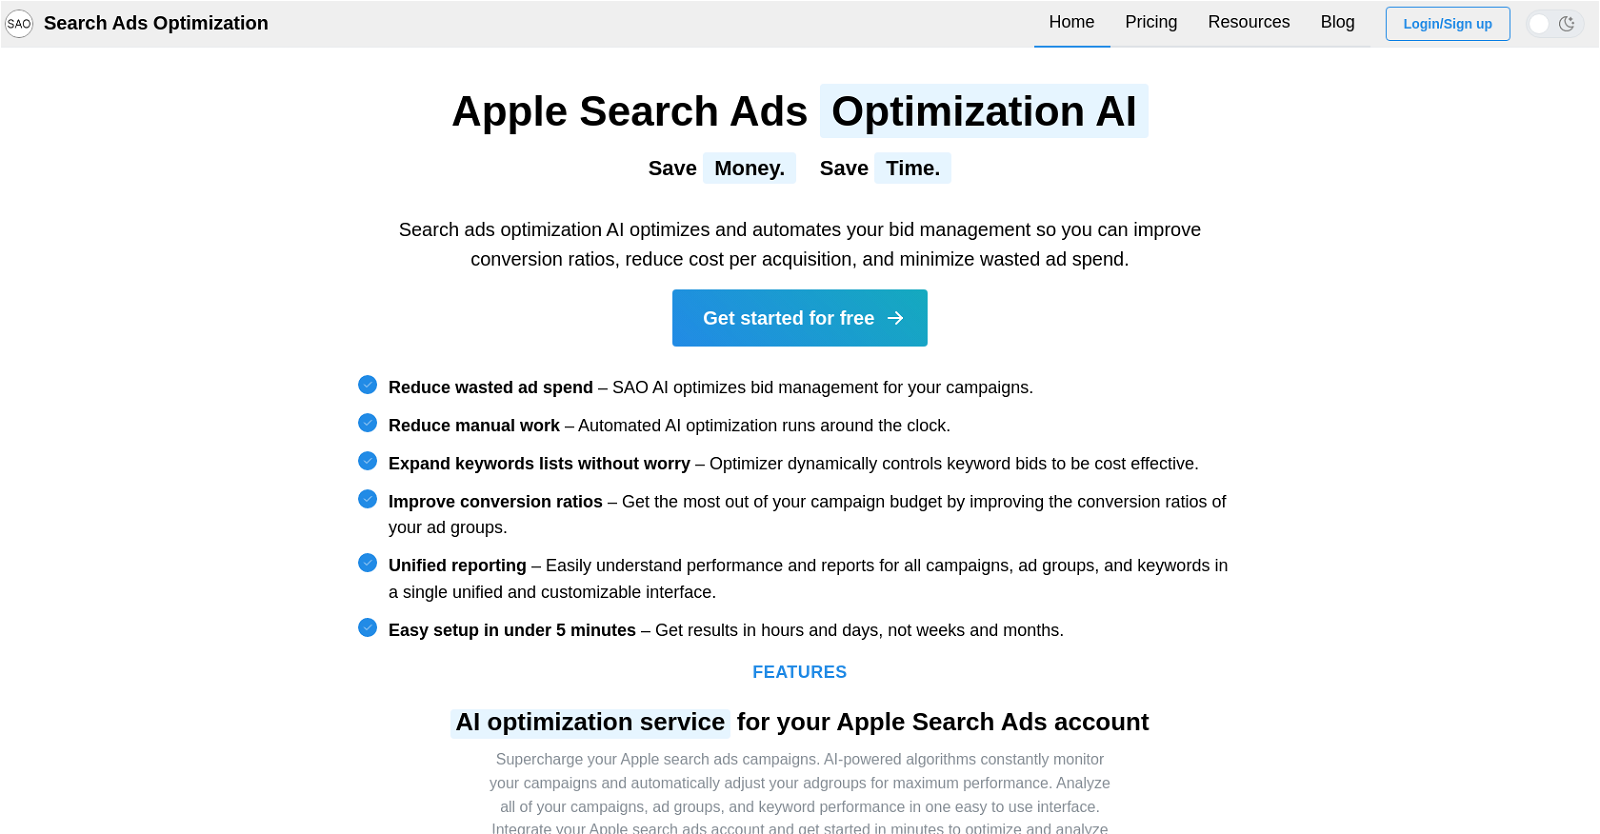 SAO Search Ads Optimization Home Pricing Resources Blog Login/Sign up
Apple Search Ads Optimization AI
Save Money. Save Time.
Search ads optimization AI optimizes and automates your bid management so you can improve
conversion ratios, reduce cost per acquisition, and minimize wasted ad spend.
Get started for free →
Reduce wasted ad spend – SAO AI optimizes bid management for your campaigns.
Reduce manual work – Automated AI optimization runs around the clock.
Expand keywords lists without worry – Optimizer dynamically controls keyword bids to be cost effective.
Improve conversion ratios – Get the most out of your campaign budget by improving the conversion ratios of
your ad groups.
Unified reporting – Easily understand performance and reports for all campaigns, ad groups, and keywords in
a single unified and customizable interface.
Easy setup in under 5 minutes – Get results in hours and days, not weeks and months.
FEATURES
AI optimization service for your Apple Search Ads account
Supercharge your Apple search ads campaigns. AI-powered algorithms constantly monitor
your campaigns and automatically adjust your adgroups for maximum performance. Analyze
all of your campaigns, ad groups, and keyword performance in one easy to use interface.
Integrate your Apple search ads account and get started in minutes to optimize and analyze